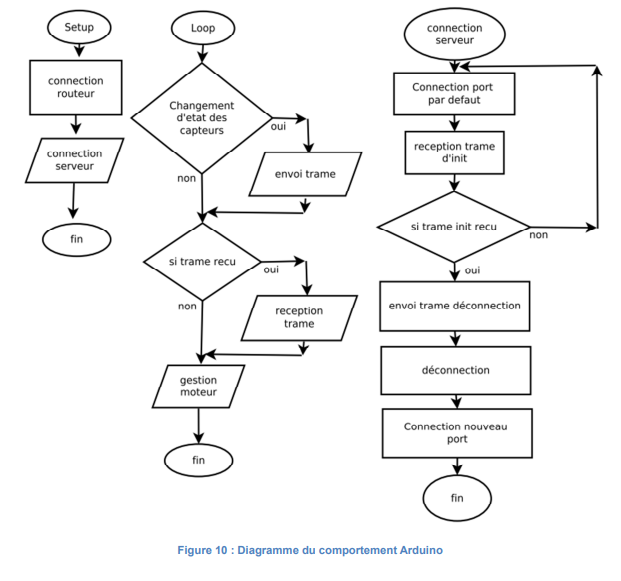 Setup
connection
routeur
connection
serveur
fin
Loop
Changement
d'etat des
capteurs
oui
envoi trame
non
si trame recu
oui
non
reception
trame
gestion
moteur
fin
connection
serveur
Connection port
par defaut
reception trame
d'init
si trame init recu
non
oui
envoi trame déconnection
déconnection
Connection nouveau
port
fin
Figure 10 : Diagramme du comportement Arduino